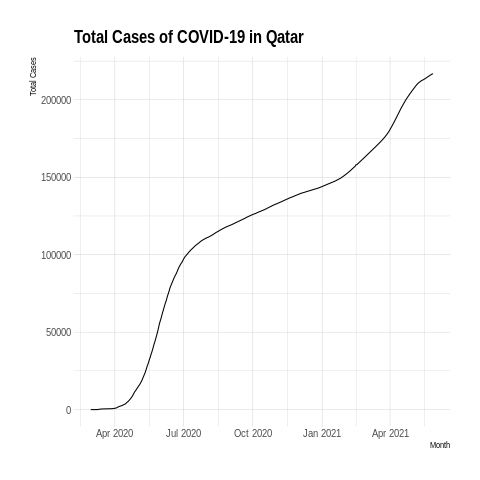 Total Cases of COVID-19 in Qatar
Total Cases
200000
150000
100000
50000
0
Apr 2020 Jul 2020 Oct 2020 Jan 2021 Apr 2021
Month